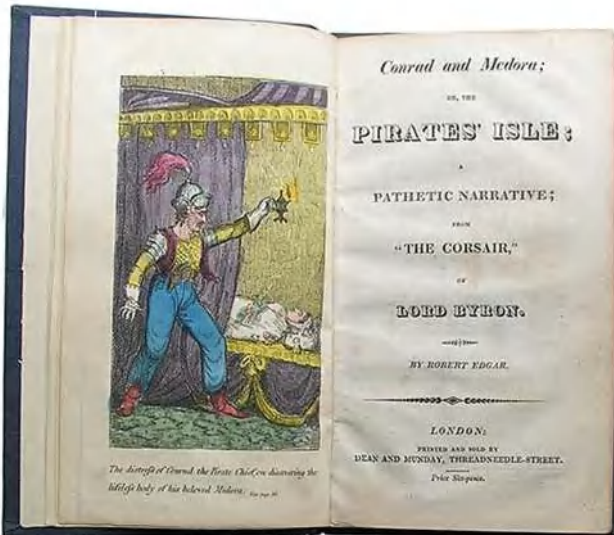 The distreſs of Conrad the Pirate Chief, on discovering the
lifeleſs body of his beloved Medora. See page
Conrad and Medora;
OR, THE
PIRATES' ISLE;
A
PATHETIC NARRATIVE;
FROM
"THE CORSAIR,"
OF
LORD BYRON.
BY ROBERT EDGAR.
LONDON:
PRINTED AND SOLD BY
DEAN AND MUNDAY, THREADNEEDLE-STREET.
Price Sixpence.